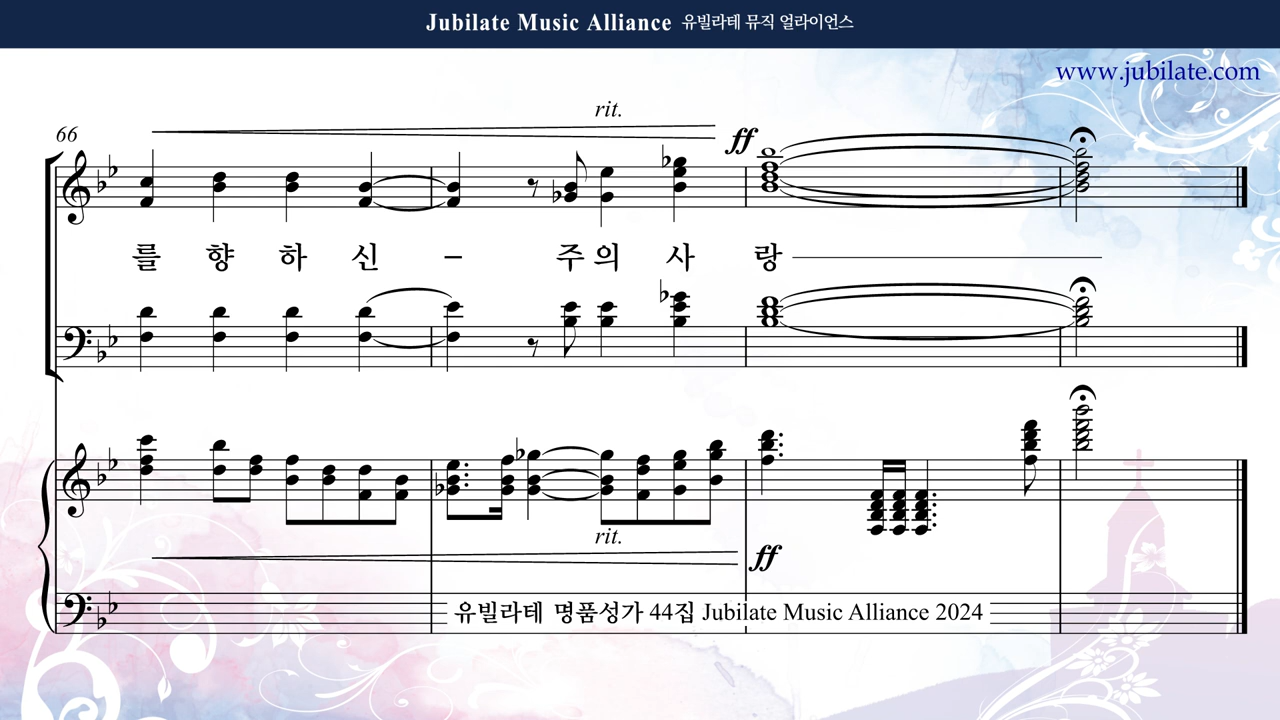 Jubilate Music Alliance 유빌라테 뮤직 얼라이언스
www.jubilate.com
rit.
66
ff
를 향 하 신 – 주 의 사 랑
rit.
ff
유빌라테 명품성가 44집 Jubilate Music Alliance 2024